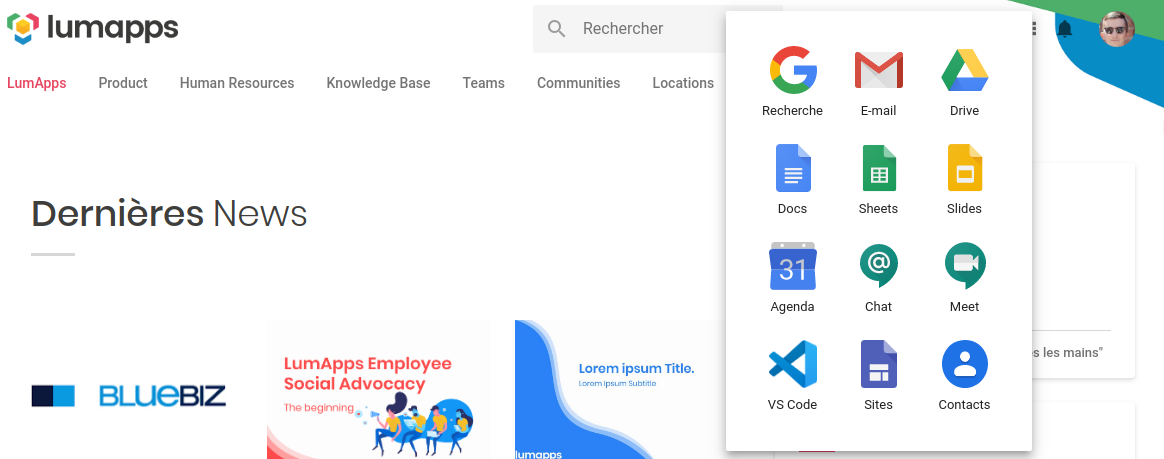 lumapps
Rechercher
LumApps Product Human Resources Knowledge Base Teams Communities Locations
Recherche E-mail Drive
Docs Sheets Slides
31
Agenda Chat Meet
VS Code Sites Contacts
Dernières News
les mains"
BLUEBIZ
LumApps Employee
Social Advocacy
The beginning
Lorem ipsum Title.
Lorem Ipsum Subtitle
lumapps